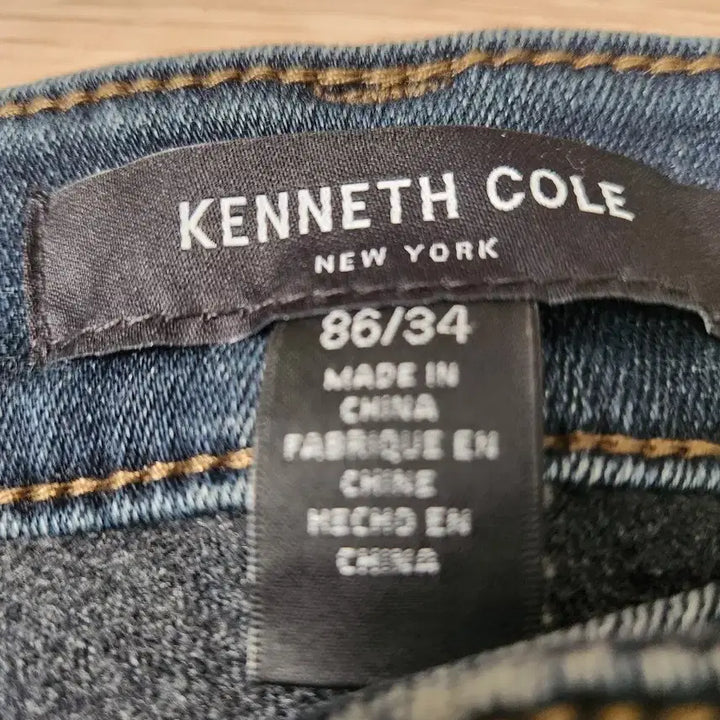 KENNETH COLE
NEW YORK
86/34
MADE IN
CHINA
FABRIQUE EN
CHINE
HECHO EN
CHINA